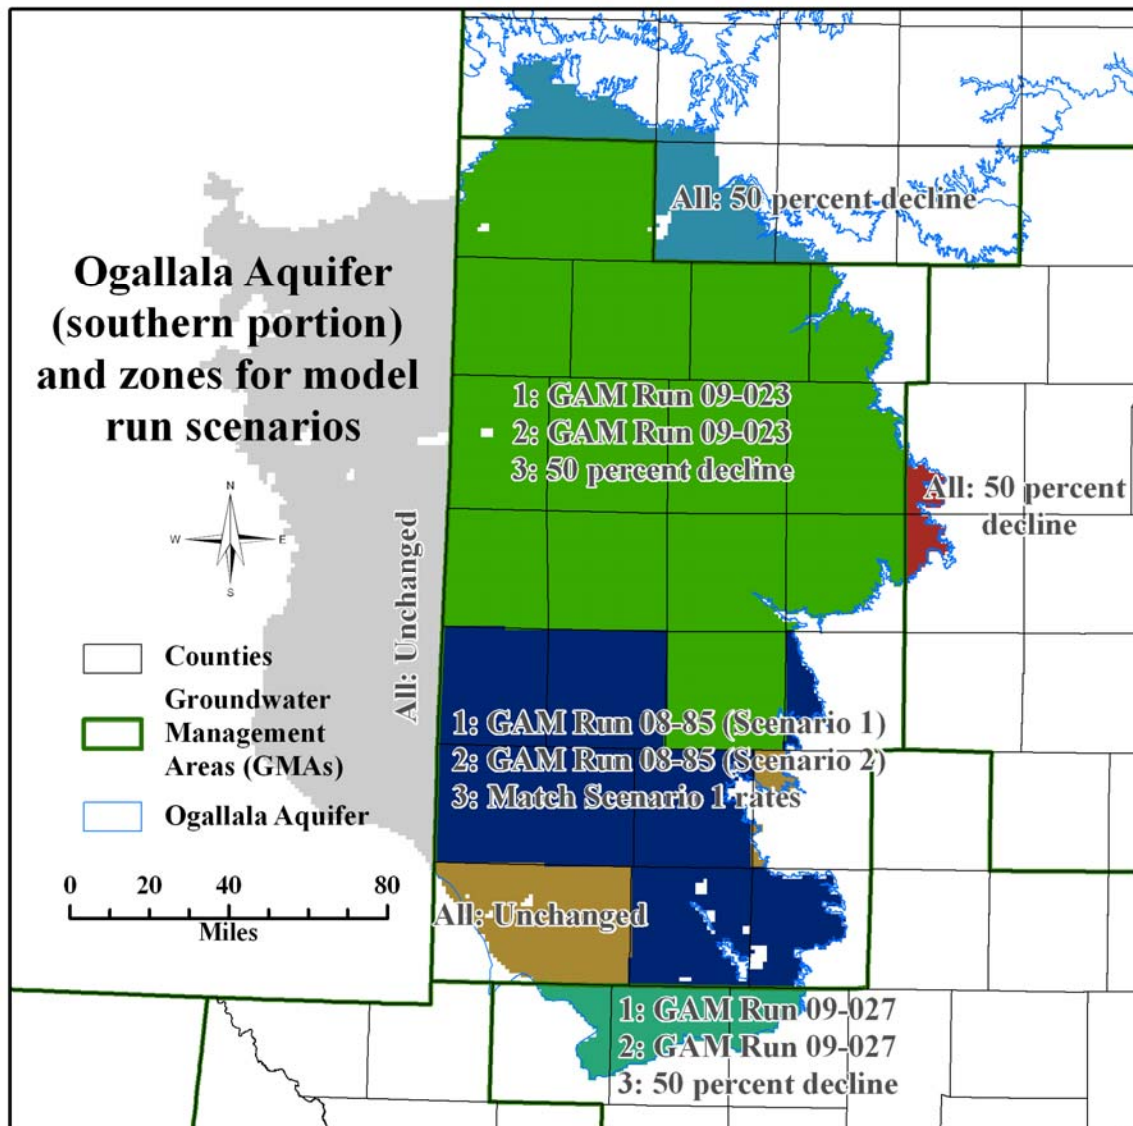 All: 50 percent decline
Ogallala Aquifer
(southern portion)
and zones for model
run scenarios
1: GAM Run 09-023
2: GAM Run 09-023
3: 50 percent decline
All: 50 percent
decline
N
W
E
S
All: Unchanged
Counties
Groundwater
Management
Areas (GMAs)
Ogallala Aquifer
1: GAM Run 08-85 (Scenario 1)
2: GAM Run 08-85 (Scenario 2)
3: Match Scenario 1 rates
0 20 40 80
Miles
All: Unchanged
1: GAM Run 09-027
2: GAM Run 09-027
3: 50 percent decline